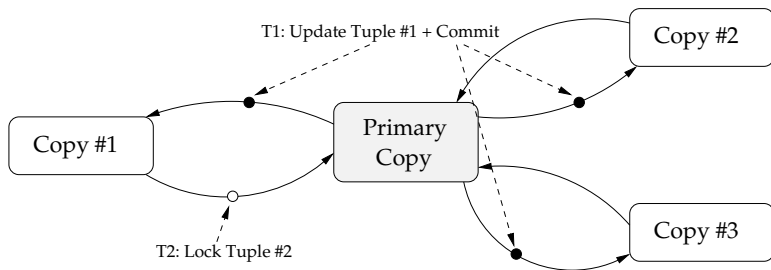 T1: Update Tuple #1 + Commit
Copy #2
Copy #1
Primary
Copy
Copy #3
T2: Lock Tuple #2